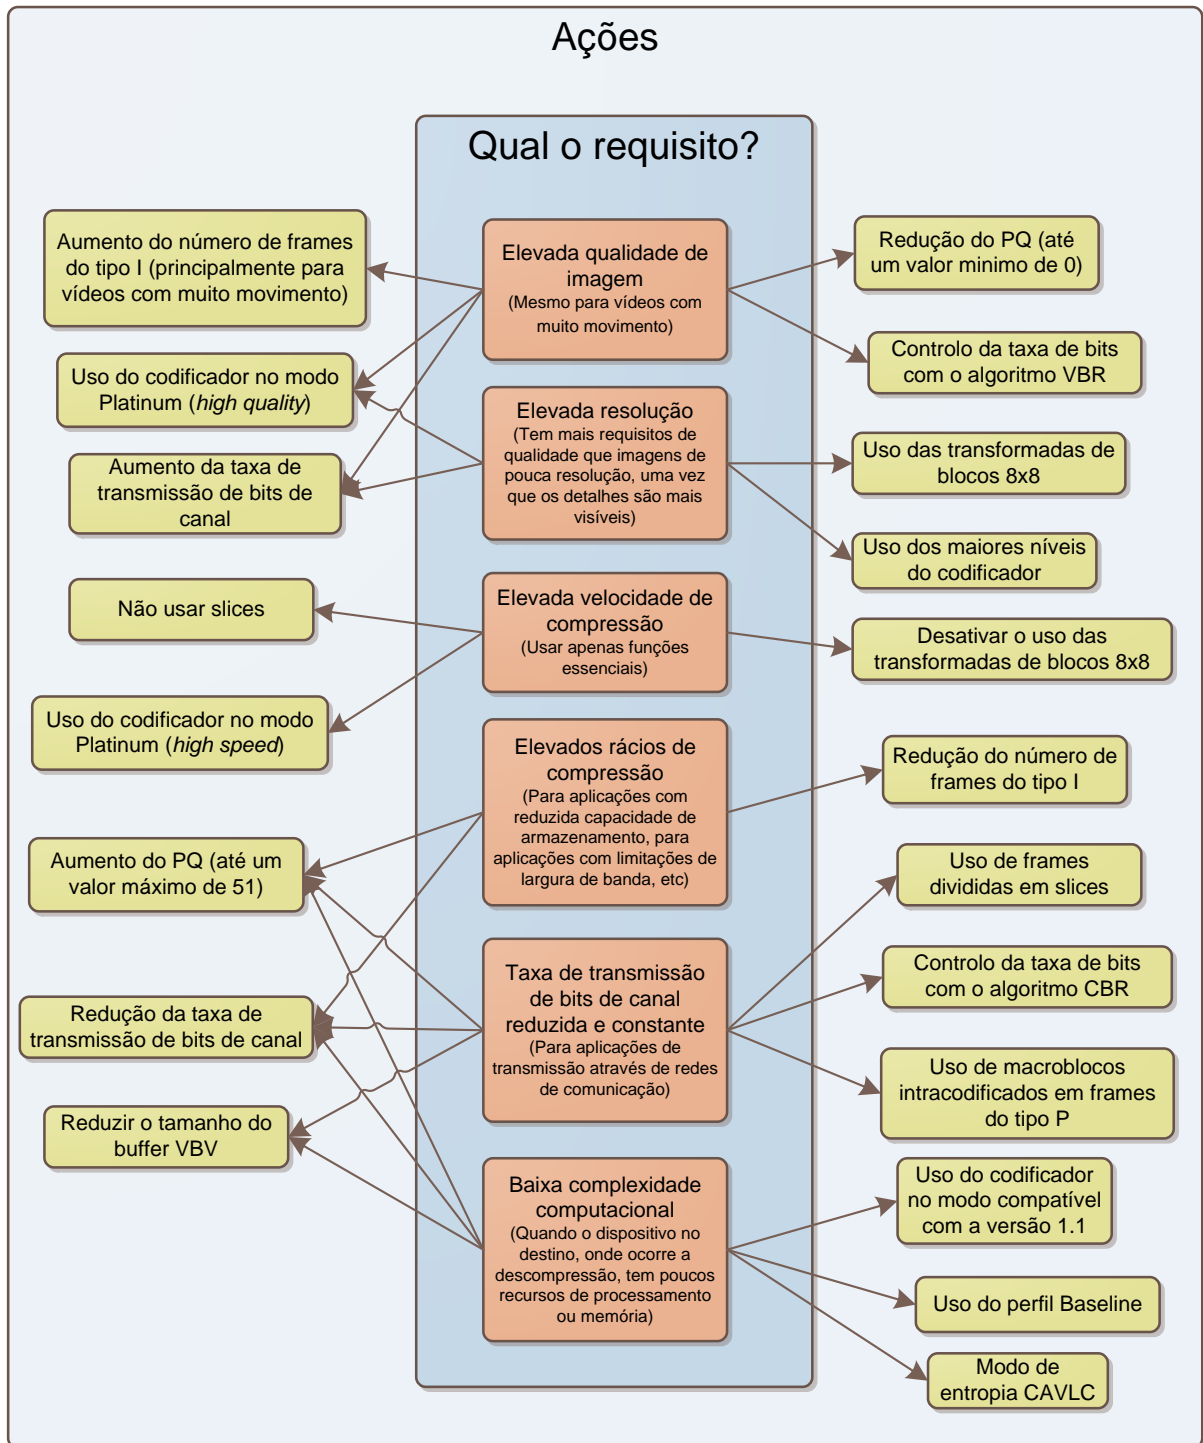 Ações
Qual o requisito?
Aumento do número de frames
do tipo I (principalmente para
vídeos com muito movimento)
Uso do codificador no modo
Platinum (high quality)
Aumento da taxa de
transmissão de bits de
canal
Não usar slices
Uso do codificador no modo
Platinum (high speed)
Aumento do PQ (até um
valor máximo de 51)
Redução da taxa de
transmissão de bits de canal
Reduzir o tamanho do
buffer VBV
Elevada qualidade de
imagem
(Mesmo para vídeos com
muito movimento)
Elevada resolução
(Tem mais requisitos de
qualidade que imagens de
pouca resolução, uma vez
que os detalhes são mais
visíveis)
Elevada velocidade de
compressão
(Usar apenas funções
essenciais)
Elevados rácios de
compressão
(Para aplicações com
reduzida capacidade de
armazenamento, para
aplicações com limitações de
largura de banda, etc)
Taxa de transmissão
de bits de canal
reduzida e constante
(Para aplicações de
transmissão através de redes
de comunicação)
Baixa complexidade
computacional
(Quando o dispositivo no
destino, onde ocorre a
descompressão, tem poucos
recursos de processamento
ou memória)
Redução do PQ (até
um valor minimo de 0)
Controlo da taxa de bits
com o algoritmo VBR
Uso das transformadas de
blocos 8x8
Uso dos maiores níveis
do codificador
Desativar o uso das
transformadas de blocos 8x8
Redução do número de
frames do tipo I
Uso de frames
divididas em slices
Controlo da taxa de bits
com o algoritmo CBR
Uso de macroblocos
intracodificados em frames
do tipo P
Uso do codificador
no modo compatível
com a versão 1.1
Uso do perfil Baseline
Modo de
entropia CAVLC